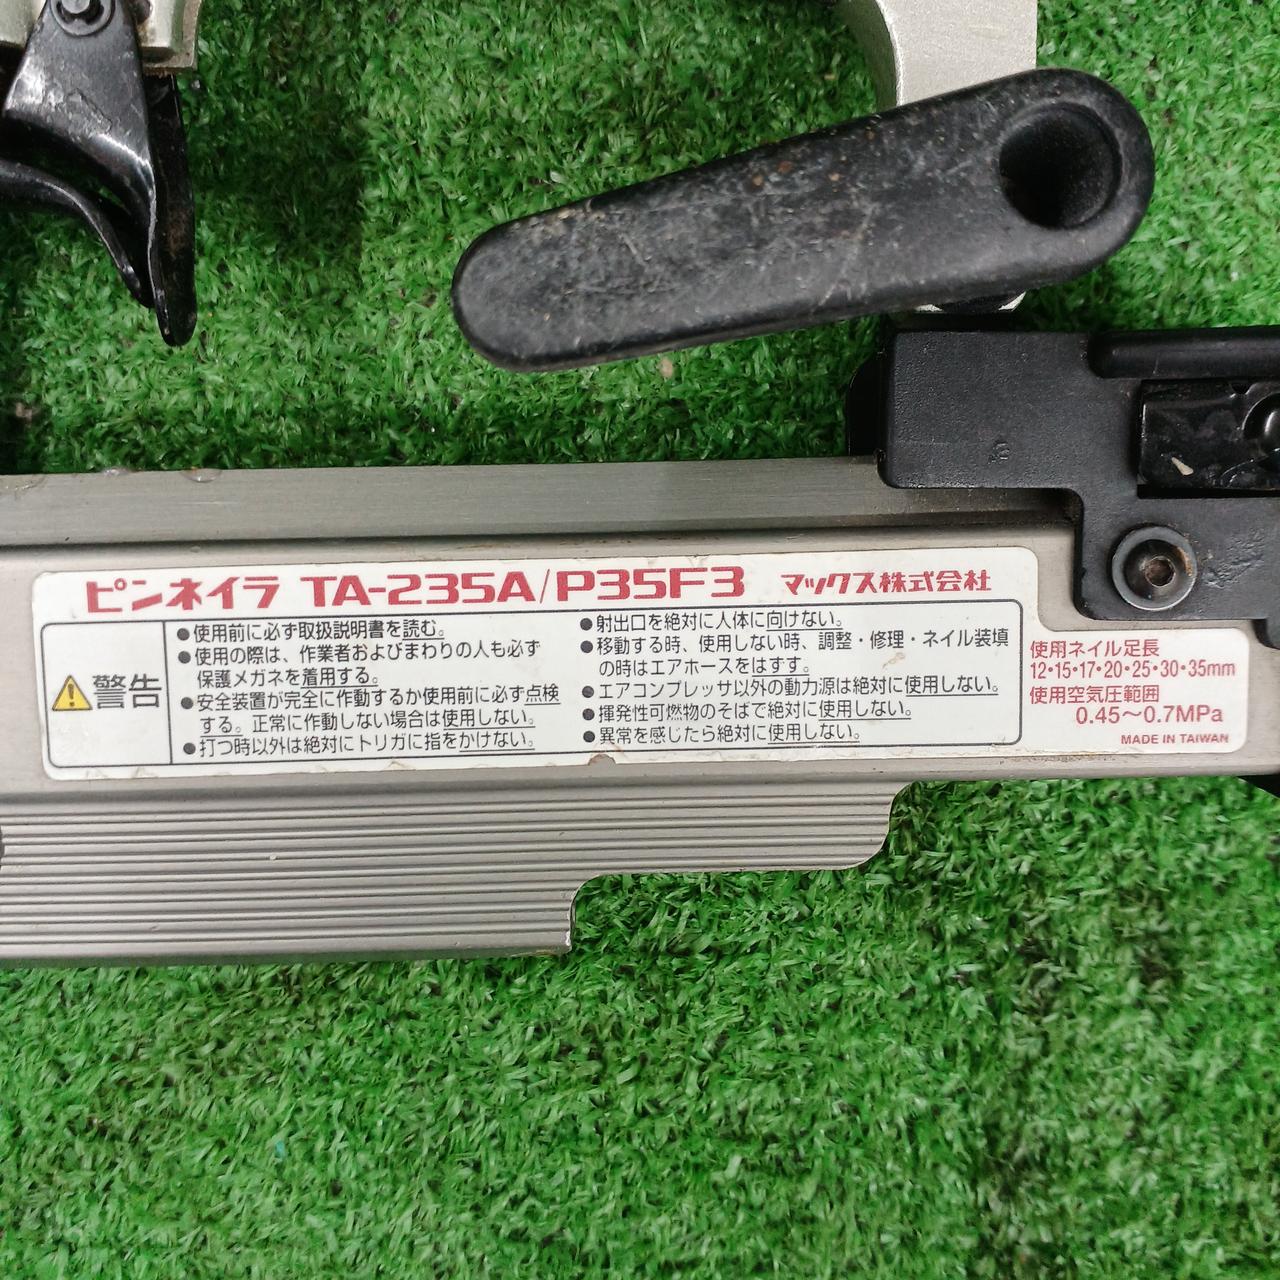 ピンネイラ TA-235A/P35F3 マックス株式会社
警告
●使用前に必ず取扱説明書を読む。
●使用の際は、作業者およびまわりの人も必ず
保護メガネを着用する。
●安全装置が完全に作動するか使用前に必ず点検
する。正常に作動しない場合は使用しない。
●打つ時以外は絶対にトリガに指をかけない。
●射出口を絶対に人体に向けない。
●移動する時、使用しない時、調整・修理・ネイル装填
の時はエアホースをはずす。
●エアコンプレッサ以外の動力源は絶対に使用しない。
●揮発性可燃物のそばで絶対に使用しない。
●異常を感じたら絶対に使用しない。
使用ネイル足長
12・15・17・20・25・30・35mm
使用空気圧範囲
0.45〜0.7MPa
MADE IN TAIWAN